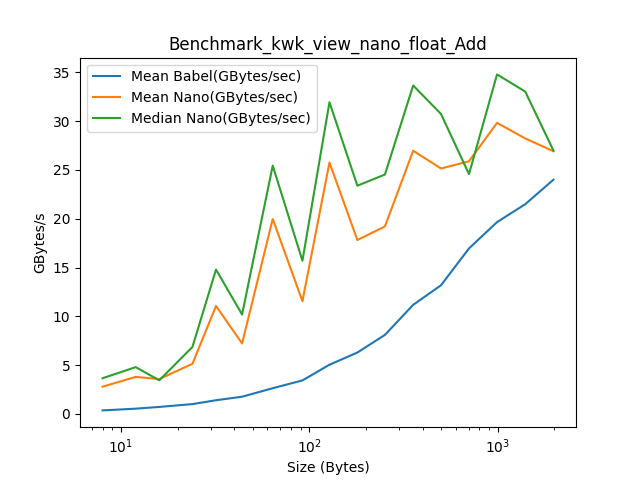 Benchmark_kwk_view_nano_float_Add
Mean Babel(GBytes/sec)
Mean Nano(GBytes/sec)
Median Nano(GBytes/sec)
GBytes/s
35
30
25
20
15
10
5
0
10¹ 10² 10³
Size (Bytes)